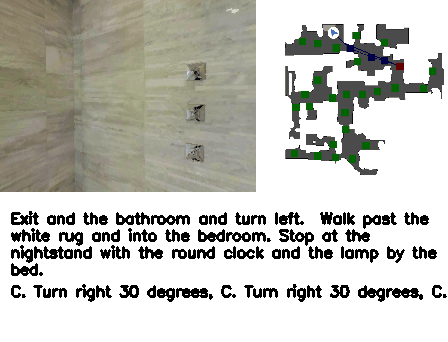 Exit and the bathroom and turn left. Walk past the
white rug and into the bedroom. Stop at the
nightstand with the round clock and the lamp by the
bed.
C. Turn right 30 degrees, C. Turn right 30 degrees, C.